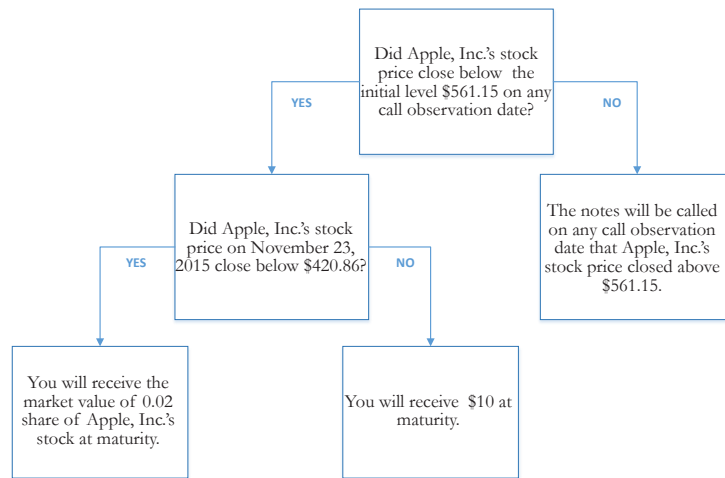 Did Apple, Inc.'s stock
price close below the
initial level $561.15 on any
call observation date?
YES
NO
Did Apple, Inc.'s stock
price on November 23,
2015 close below $420.86?
The notes will be called
on any call observation
date that Apple, Inc.'s
stock price closed above
$561.15.
YES
NO
You will receive the
market value of 0.02
share of Apple, Inc.'s
stock at maturity.
You will receive $10 at
maturity.